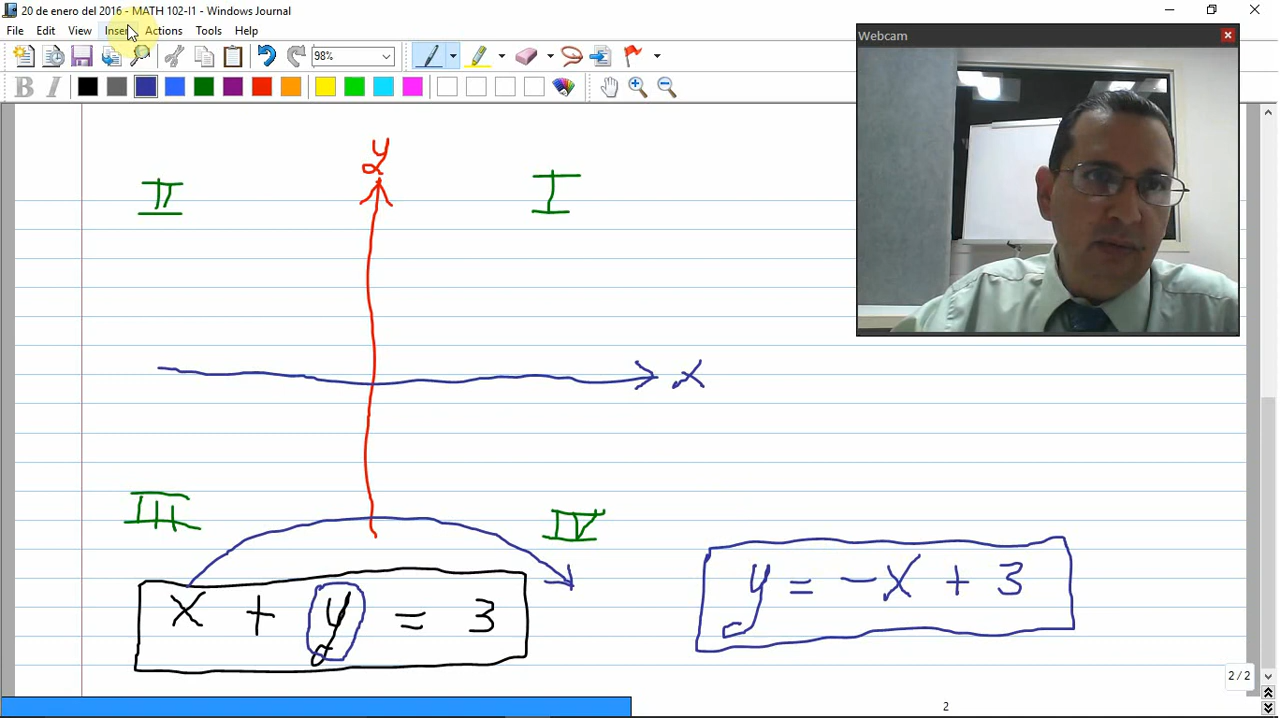 20 de enero del 2016 - MATH 102-I1 - Windows Journal
File Edit View Insert Actions Tools Help
98%
B I
Webcam
y
II I
x
III IV
x + y = 3
y = -x + 3
2 / 2
2